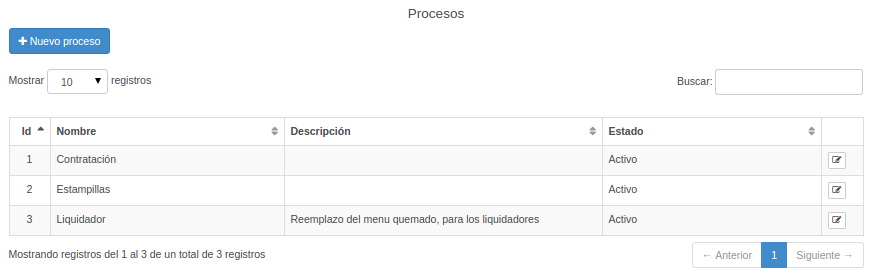 Procesos
Nuevo proceso
Mostrar 10 registros Buscar:
Id Nombre Descripción Estado
1 Contratación Activo
2 Estampillas Activo
3 Liquidador Reemplazo del menu quemado, para los liquidadores Activo
Mostrando registros del 1 al 3 de un total de 3 registros ← Anterior 1 Siguiente →